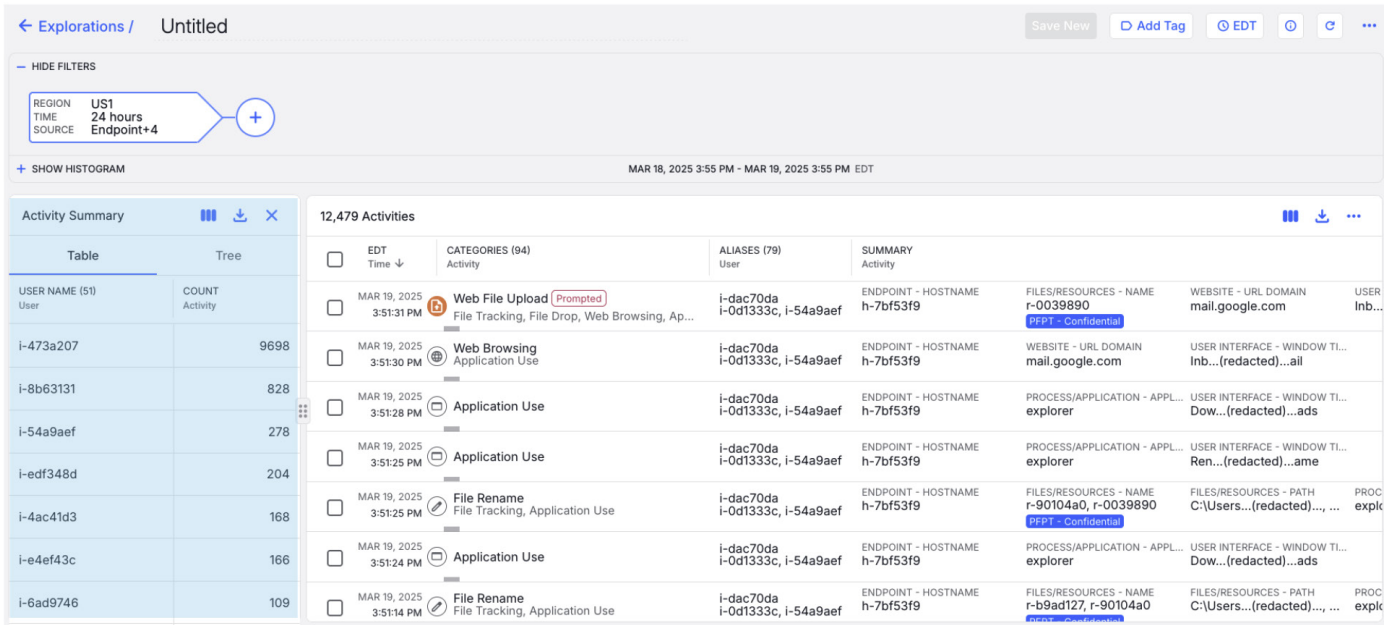 Explorations / Untitled
Save New Add Tag EDT
HIDE FILTERS
REGION US1
TIME 24 hours
SOURCE Endpoint+4
SHOW HISTOGRAM
MAR 18, 2025 3:55 PM - MAR 19, 2025 3:55 PM EDT
Activity Summary
Table Tree
USER NAME (51) COUNT
User Activity
i-473a207 9698
i-8b63131 828
i-54a9aef 278
i-edf348d 204
i-4ac41d3 168
i-e4ef43c 166
i-6ad9746 109
12,479 Activities
EDT CATEGORIES (94) ALIASES (79) SUMMARY
Time Activity User Activity
MAR 19, 2025 Web File Upload Prompted i-dac70da ENDPOINT - HOSTNAME FILES/RESOURCES - NAME WEBSITE - URL DOMAIN USER
3:51:31 PM File Tracking, File Drop, Web Browsing, Ap... i-0d1333c, i-54a9aef h-7bf53f9 r-0039890 mail.google.com Inb...
PFPT - Confidential
MAR 19, 2025 Web Browsing i-dac70da ENDPOINT - HOSTNAME WEBSITE - URL DOMAIN USER INTERFACE - WINDOW TI...
3:51:30 PM Application Use i-0d1333c, i-54a9aef h-7bf53f9 mail.google.com Inb...(redacted)...ail
MAR 19, 2025 Application Use i-dac70da ENDPOINT - HOSTNAME PROCESS/APPLICATION - APPL... USER INTERFACE - WINDOW TI...
3:51:28 PM i-0d1333c, i-54a9aef h-7bf53f9 explorer Dow...(redacted)...ads
MAR 19, 2025 Application Use i-dac70da ENDPOINT - HOSTNAME PROCESS/APPLICATION - APPL... USER INTERFACE - WINDOW TI...
3:51:25 PM i-0d1333c, i-54a9aef h-7bf53f9 explorer Ren...(redacted)...ame
MAR 19, 2025 File Rename i-dac70da ENDPOINT - HOSTNAME FILES/RESOURCES - NAME FILES/RESOURCES - PATH PROC
3:51:25 PM File Tracking, Application Use i-0d1333c, i-54a9aef h-7bf53f9 r-90104a0, r-0039890 C:\Users...(redacted)..., ... explo
PFPT - Confidential
MAR 19, 2025 Application Use i-dac70da ENDPOINT - HOSTNAME PROCESS/APPLICATION - APPL... USER INTERFACE - WINDOW TI...
3:51:24 PM i-0d1333c, i-54a9aef h-7bf53f9 explorer Dow...(redacted)...ads
MAR 19, 2025 File Rename i-dac70da ENDPOINT - HOSTNAME FILES/RESOURCES - NAME FILES/RESOURCES - PATH PROC
3:51:14 PM File Tracking, Application Use i-0d1333c, i-54a9aef h-7bf53f9 r-b9ad127, r-90104a0 C:\Users...(redacted)..., ... explo
PFPT - Confidential